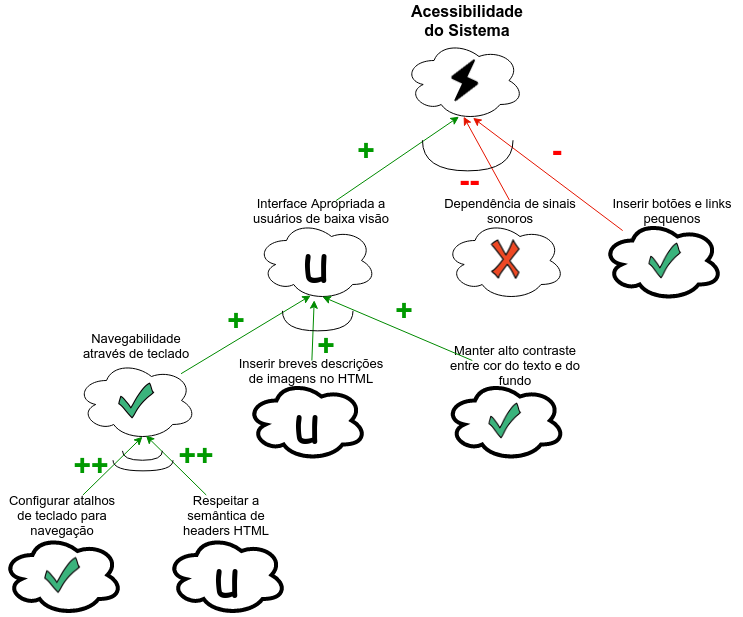 Acessibilidade
do Sistema
+
--
-
Interface Apropriada a
usuários de baixa visão
Dependência de sinais
sonoros
Inserir botões e links
pequenos
u
+
+
+
Navegabilidade
através de teclado
Inserir breves descrições
de imagens no HTML
Manter alto contraste
entre cor do texto e do
fundo
u
++
++
Configurar atalhos
de teclado para
navegação
Respeitar a
semântica de
headers HTML
u